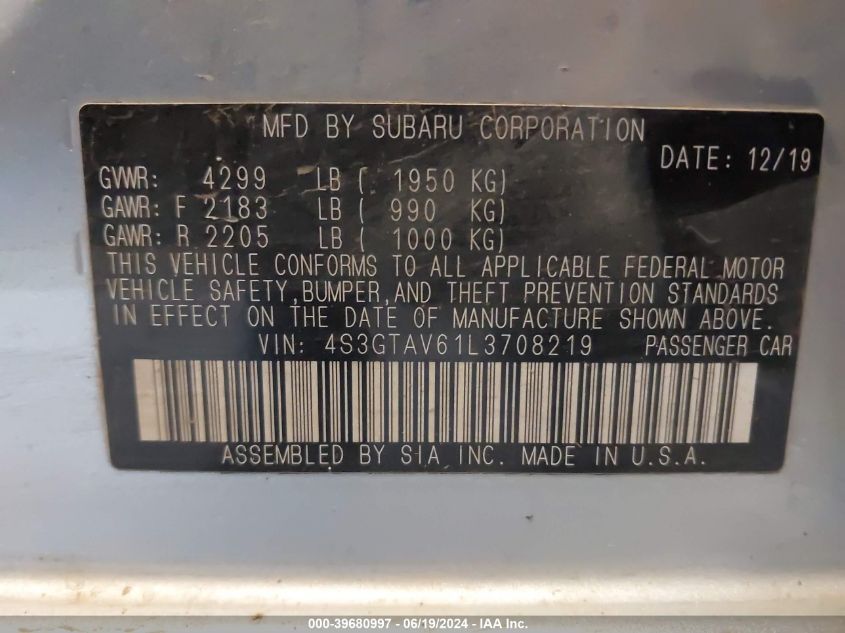 MFD BY SUBARU CORPORATION
DATE: 12/19
GVWR: 4299 LB ( 1950 KG)
GAWR: F 2183 LB ( 990 KG)
GAWR: R 2205 LB ( 1000 KG)
THIS VEHICLE CONFORMS TO ALL APPLICABLE FEDERAL MOTOR
VEHICLE SAFETY, BUMPER, AND THEFT PREVENTION STANDARDS
IN EFFECT ON THE DATE OF MANUFACTURE SHOWN ABOVE.
VIN: 4S3GTAV61L3708219 PASSENGER CAR
ASSEMBLED BY SIA INC. MADE IN U.S.A.
000-39680997 - 06/19/2024 - IAA Inc.